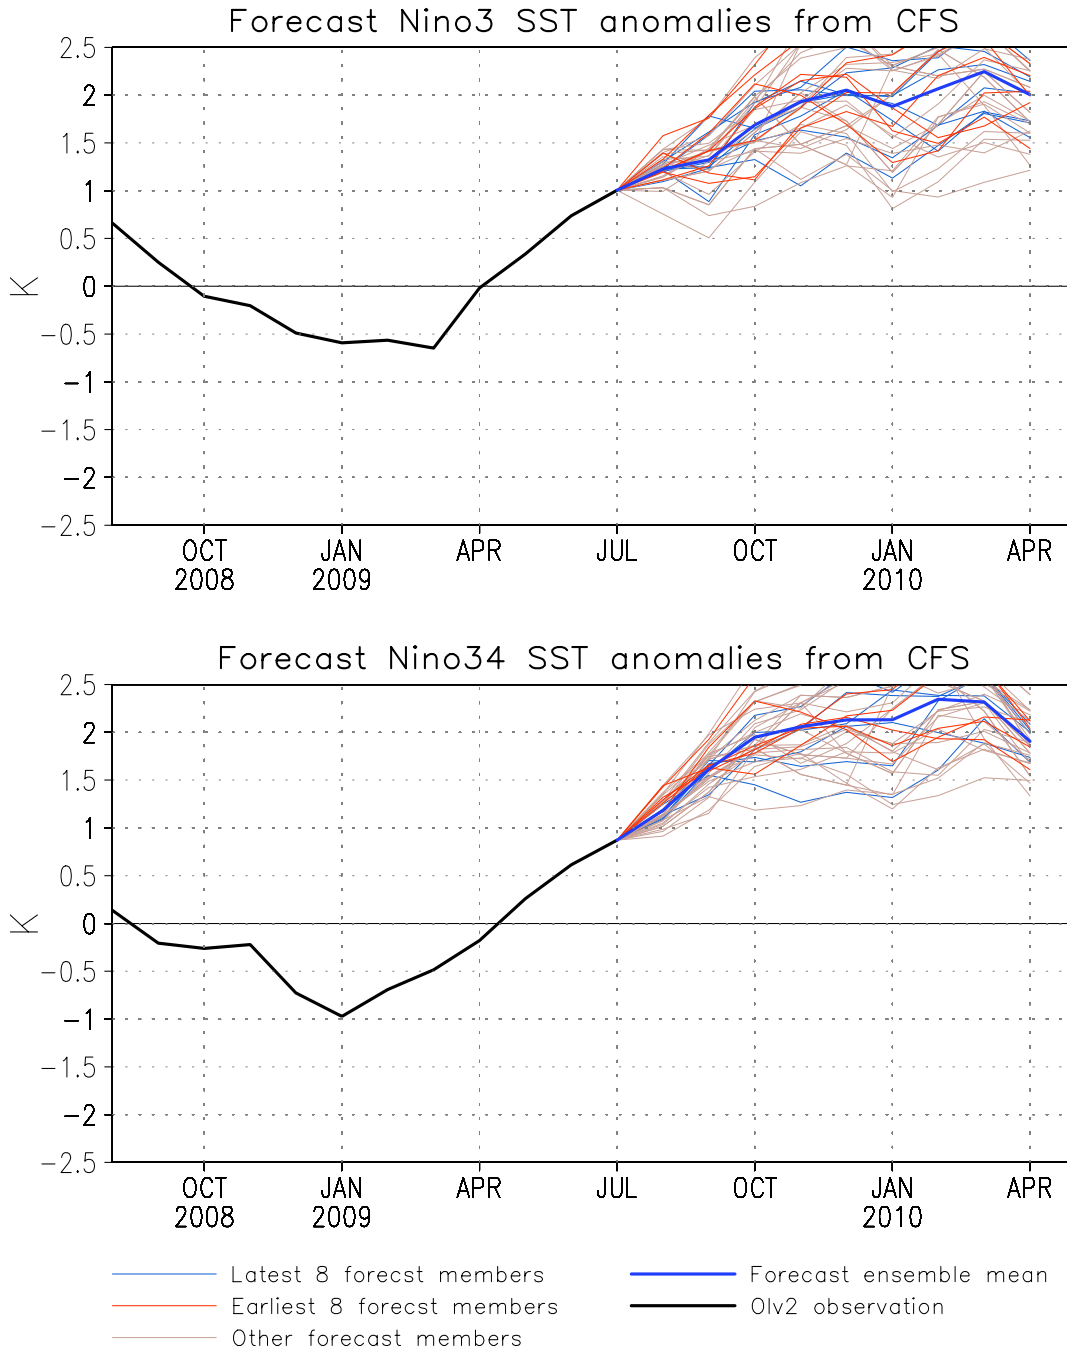 Forecast Nino3 SST anomalies from CFS
2.5
2
1.5
1
0.5
0
K
-0.5
-1
-1.5
-2
-2.5
OCT JAN APR JUL OCT JAN APR
2008 2009 2010
Forecast Nino34 SST anomalies from CFS
2.5
2
1.5
1
0.5
0
K
-0.5
-1
-1.5
-2
-2.5
OCT JAN APR JUL OCT JAN APR
2008 2009 2010
Latest 8 forecst members Forecast ensemble mean
Earliest 8 forecst members OIv2 observation
Other forecast members